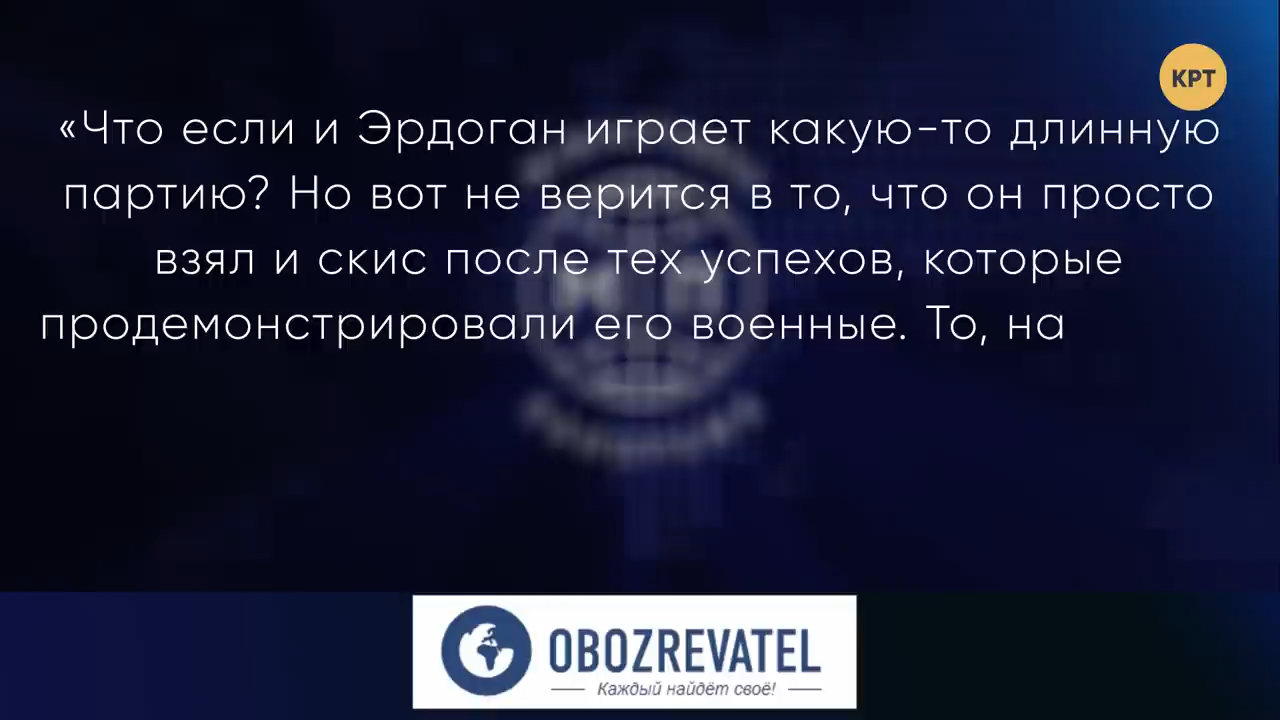 КРТ
«Что если и Эрдоган играет какую-то длинную
партию? Но вот не верится в то, что он просто
взял и скис после тех успехов, которые
продемонстрировали его военные. То, на
OBOZREVATEL
Каждый найдёт своё!